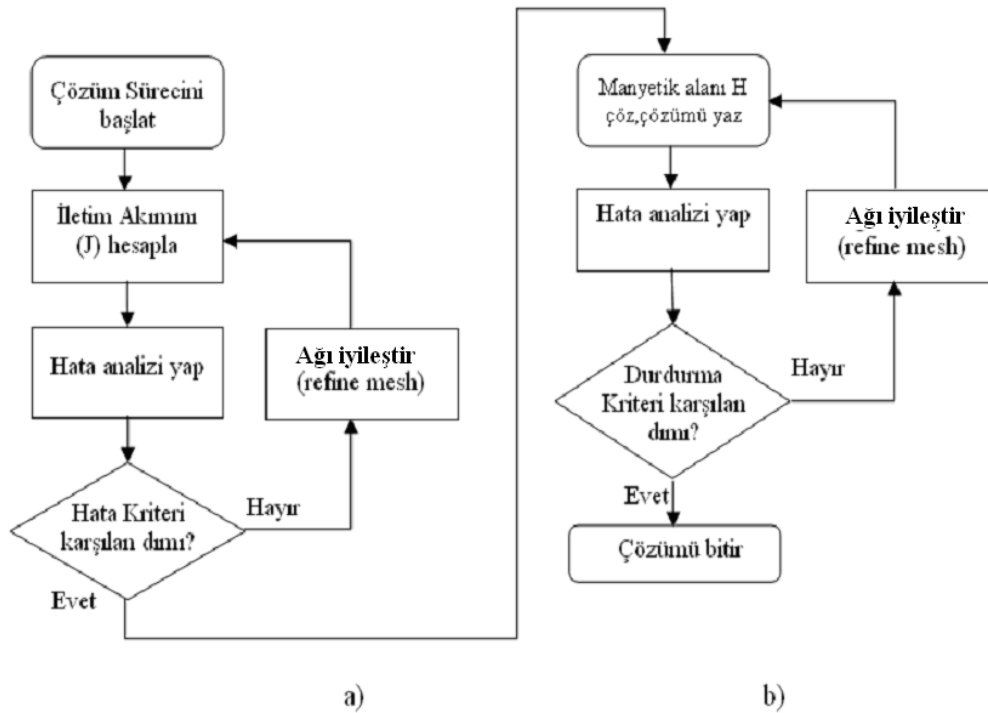 Çözüm Sürecini
başlat
İletim Akımını
(J) hesapla
Hata analizi yap
Ağı iyileştir
(refine mesh)
Hata Kriteri
karşılan dımı?
Hayır
Evet
a)
Manyetik alanı H
çöz,çözümü yaz
Hata analizi yap
Ağı iyileştir
(refine mesh)
Durdurma
Kriteri karşılan
dımı?
Hayır
Evet
Çözümü bitir
b)